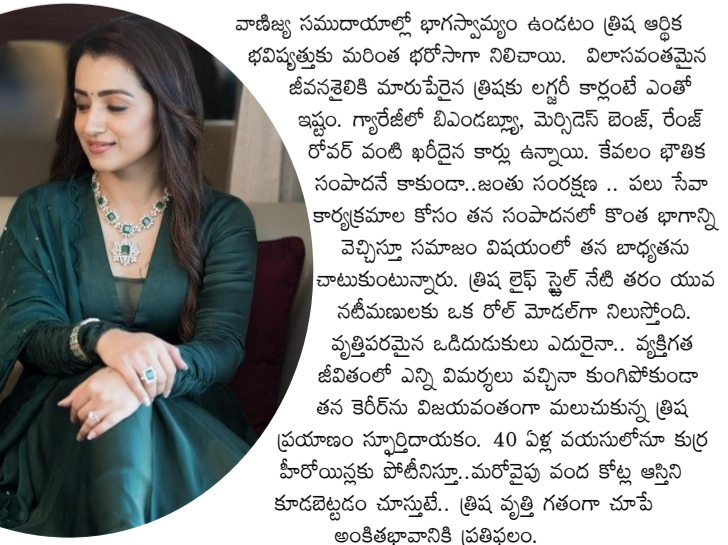 వాణిజ్య సముదాయాల్లో భాగస్వామ్యం ఉండటం త్రిష ఆర్థిక
భవిష్యత్తుకు మరింత భరోసాగా నిలిచాయి. విలాసవంతమైన
జీవనశైలికి మారుపేరైన త్రిషకు లగ్జరీ కార్లంటే ఎంతో
ఇష్టం. గ్యారేజీలో బిఎండబ్ల్యూ, మెర్సిడెస్ బెంజ్, రేంజ్
రోవర్ వంటి ఖరీదైన కార్లు ఉన్నాయి. కేవలం భౌతిక
సంపాదనే కాకుండా..జంతు సంరక్షణ .. పలు సేవా
కార్యక్రమాల కోసం తన సంపాదనలో కొంత భాగాన్ని
వెచ్చిస్తూ సమాజం విషయంలో తన బాధ్యతను
చాటుకుంటున్నారు. త్రిష లైఫ్ స్టైల్ నేటి తరం యువ
నటీమణులకు ఒక రోల్ మోడల్‌గా నిలుస్తోంది.
వృత్తిపరమైన ఒడిదుడుకులు ఎదురైనా.. వ్యక్తిగత
జీవితంలో ఎన్ని విమర్శలు వచ్చినా కుంగిపోకుండా
తన కెరీర్‌ను విజయవంతంగా మలుచుకున్న త్రిష
ప్రయాణం స్ఫూర్తిదాయకం. 40 ఏళ్ల వయసులోనూ కుర్ర
హీరోయిన్లకు పోటీనిస్తూ..మరోవైపు వంద కోట్ల ఆస్తిని
కూడబెట్టడం చూస్తుటే.. త్రిష వృత్తి గతంగా చూపే
అంకితభావానికి ప్రతిఫలం.